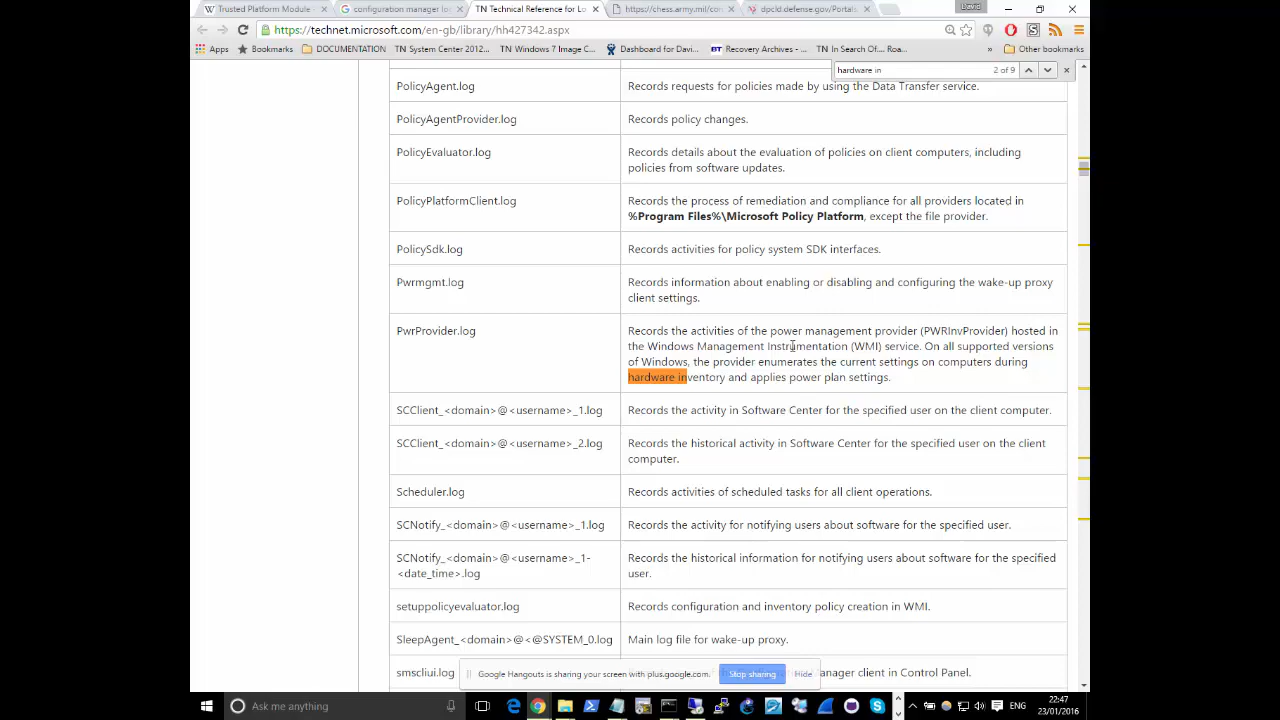 Trusted Platform Module -
configuration manager lo
TN Technical Reference for Lo
https://chess.army.mil/con
dpcld.defense.gov/Portals
David
https://technet.microsoft.com/en-gb/library/hh427342.aspx
Apps
Bookmarks
DOCUMENTATION
TN System Center 2012...
TN Windows 7 Image C...
Dashboard for Davi...
BT Recovery Archives - ...
TN In Search Of... Roa...
»
Other bookmarks
hardware in
2 of 9
PolicyAgent.log
Records requests for policies made by using the Data Transfer service.
PolicyAgentProvider.log
Records policy changes.
PolicyEvaluator.log
Records details about the evaluation of policies on client computers, including
policies from software updates.
PolicyPlatformClient.log
Records the process of remediation and compliance for all providers located in
%Program Files%\Microsoft Policy Platform, except the file provider.
PolicySdk.log
Records activities for policy system SDK interfaces.
Pwrmgmt.log
Records information about enabling or disabling and configuring the wake-up proxy
client settings.
PwrProvider.log
Records the activities of the power management provider (PWRInvProvider) hosted in
the Windows Management Instrumentation (WMI) service. On all supported versions
of Windows, the provider enumerates the current settings on computers during
hardware inventory and applies power plan settings.
SCClient_<domain>@<username>_1.log
Records the activity in Software Center for the specified user on the client computer.
SCClient_<domain>@<username>_2.log
Records the historical activity in Software Center for the specified user on the client
computer.
Scheduler.log
Records activities of scheduled tasks for all client operations.
SCNotify_<domain>@<username>_1.log
Records the activity for notifying users about software for the specified user.
SCNotify_<domain>@<username>_1-
<date_time>.log
Records the historical information for notifying users about software for the specified
user.
setuppolicyevaluator.log
Records configuration and inventory policy creation in WMI.
SleepAgent_<domain>@<@SYSTEM_0.log
Main log file for wake-up proxy.
smscliui.log
nager client in Control Panel.
Google Hangouts is sharing your screen with plus.google.com.
Stop sharing
Hide
Ask me anything
ENG
22:47
23/01/2016